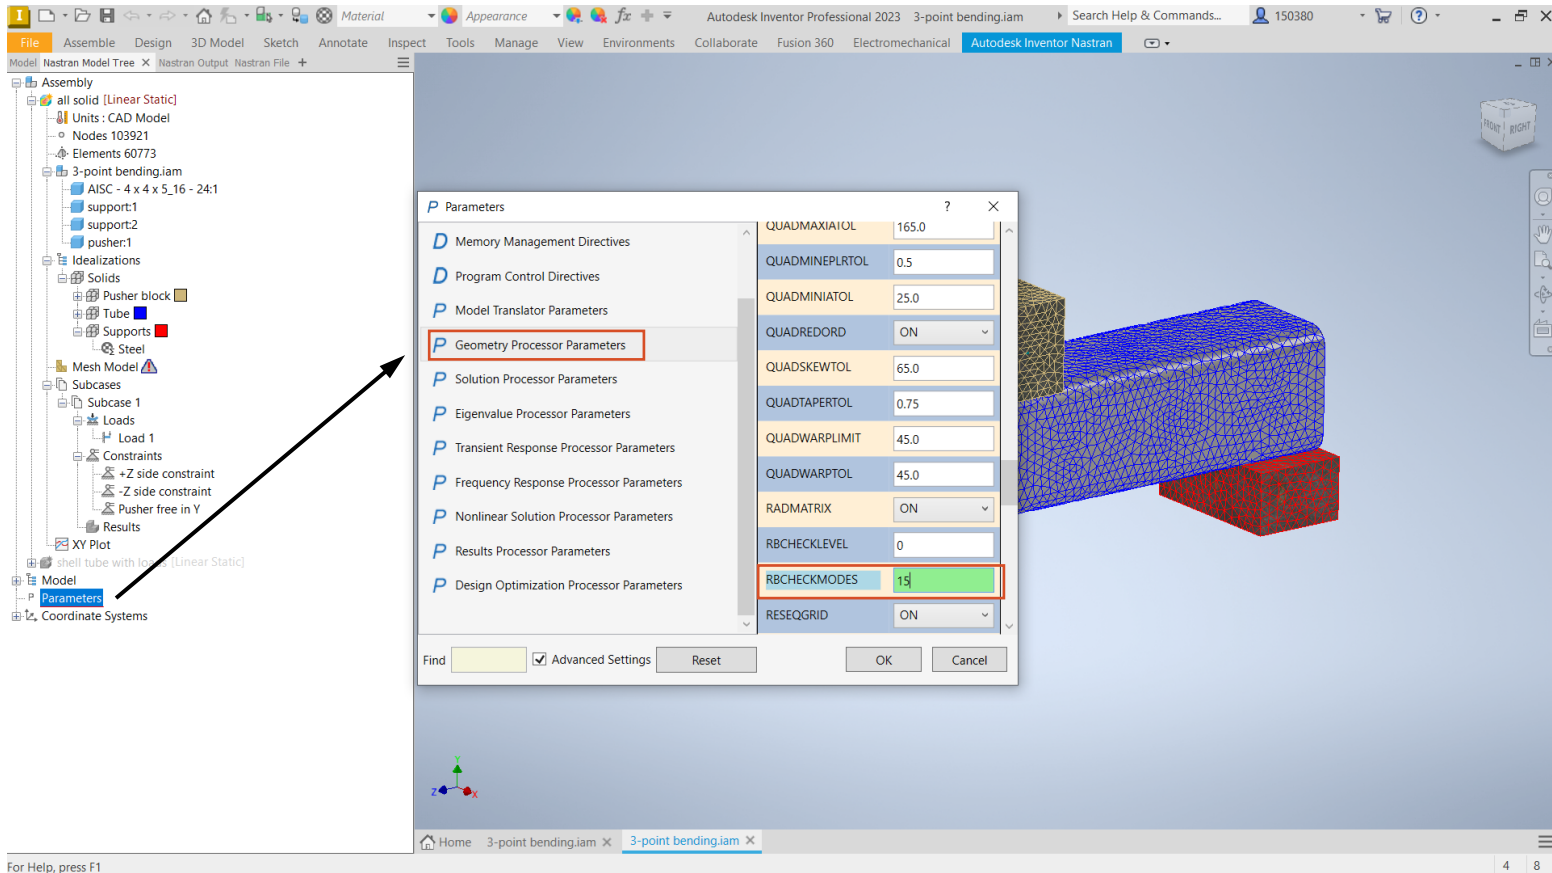 I Material Appearance fx Autodesk Inventor Professional 2023 3-point bending.iam Search Help & Commands... 150380 ?
File Assemble Design 3D Model Sketch Annotate Inspect Tools Manage View Environments Collaborate Fusion 360 Electromechanical Autodesk Inventor Nastran
Model Nastran Model Tree Nastran Output Nastran File +
Assembly
all solid [Linear Static]
Units : CAD Model
Nodes 103921
Elements 60773
3-point bending.iam
AISC - 4 x 4 x 5_16 - 24:1
support:1
support:2
pusher:1
Idealizations
Solids
Pusher block
Tube
Supports
Steel
Mesh Model
Subcases
Subcase 1
Loads
Load 1
Constraints
+Z side constraint
-Z side constraint
Pusher free in Y
Results
XY Plot
shell tube with loads [Linear Static]
Model
P Parameters
Coordinate Systems
P Parameters ?
D Memory Management Directives
D Program Control Directives
P Model Translator Parameters
P Geometry Processor Parameters
P Solution Processor Parameters
P Eigenvalue Processor Parameters
P Transient Response Processor Parameters
P Frequency Response Processor Parameters
P Nonlinear Solution Processor Parameters
P Results Processor Parameters
P Design Optimization Processor Parameters
QUADMAXIATOL 165.0
QUADMINEPLRTOL 0.5
QUADMINIATOL 25.0
QUADREDORD ON
QUADSKEWTOL 65.0
QUADTAPERTOL 0.75
QUADWARPLIMIT 45.0
QUADWARPTOL 45.0
RADMATRIX ON
RBCHECKLEVEL 0
RBCHECKMODES 15
RESEQGRID ON
Find Advanced Settings Reset OK Cancel
FRONT RIGHT
Y
Z X
Home 3-point bending.iam 3-point bending.iam
For Help, press F1 4 8